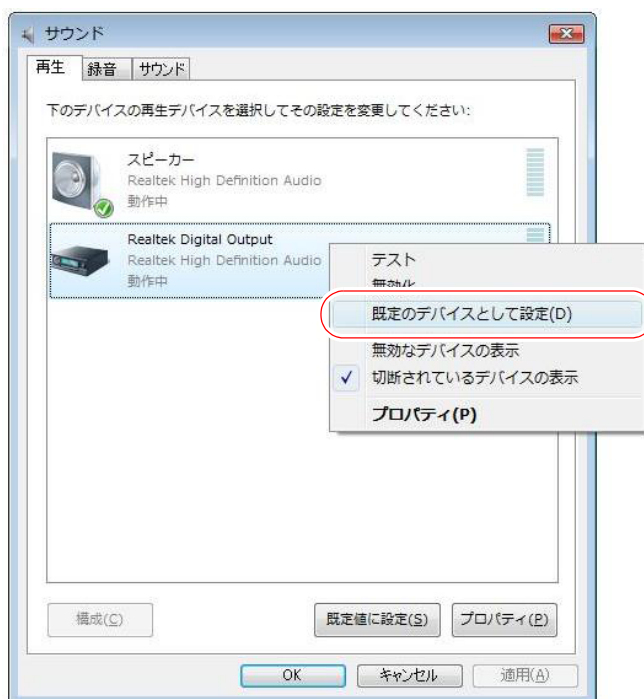 サウンド
再生 録音 サウンド
下のデバイスの再生デバイスを選択してその設定を変更してください:
スピーカー
Realtek High Definition Audio
動作中
Realtek Digital Output
Realtek High Definition Audio
動作中
テスト
無効化
既定のデバイスとして設定(D)
無効なデバイスの表示
切断されているデバイスの表示
プロパティ(P)
構成(C) 既定値に設定(S) プロパティ(P)
OK キャンセル 適用(A)